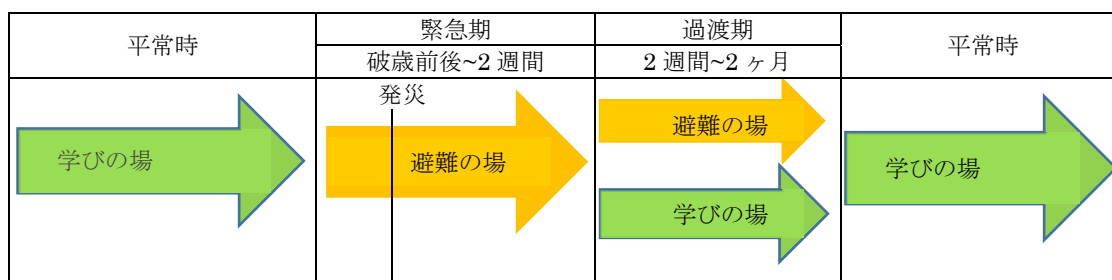 平常時
緊急期
過渡期
平常時
破歳前後~2 週間
2 週間~2 ヶ月
発災
学びの場
避難の場
避難の場
学びの場
学びの場